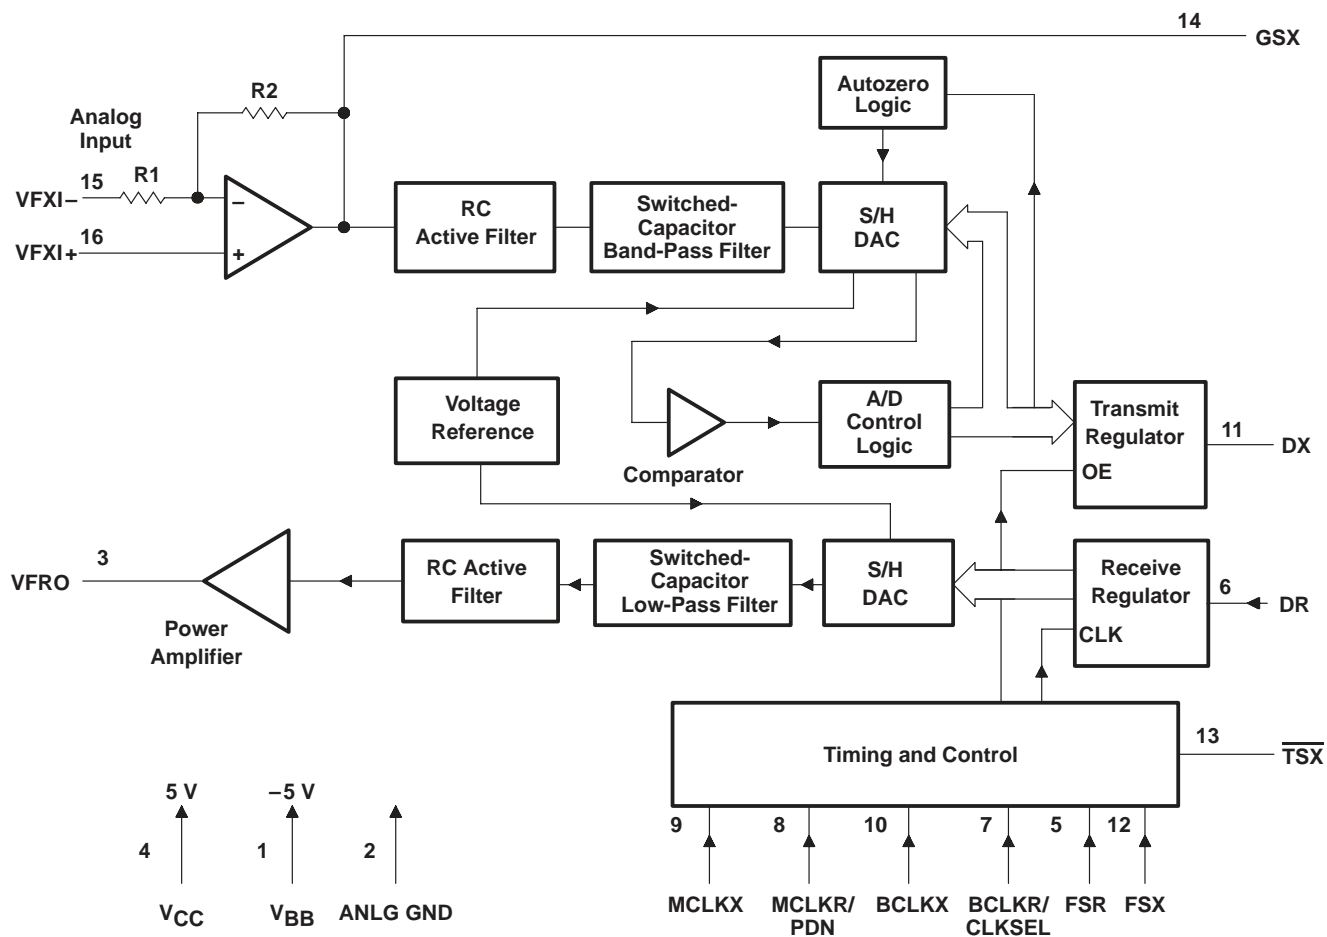 14
GSX
R2
Autozero
Logic
Analog
Input
15
R1
VFXI–
–
16
VFXI+
+
RC
Active Filter
Switched-
Capacitor
Band-Pass Filter
S/H
DAC
Voltage
Reference
Comparator
A/D
Control
Logic
Transmit
Regulator
OE
11
DX
3
VFRO
Power
Amplifier
RC Active
Filter
Switched-
Capacitor
Low-Pass Filter
S/H
DAC
Receive
Regulator
CLK
6
DR
Timing and Control
13
TSX
5 V
–5 V
4
1
2
VCC
VBB
ANLG GND
9
8
10
7
5
12
MCLKX
MCLKR/
PDN
BCLKX
BCLKR/
CLKSEL
FSR
FSX